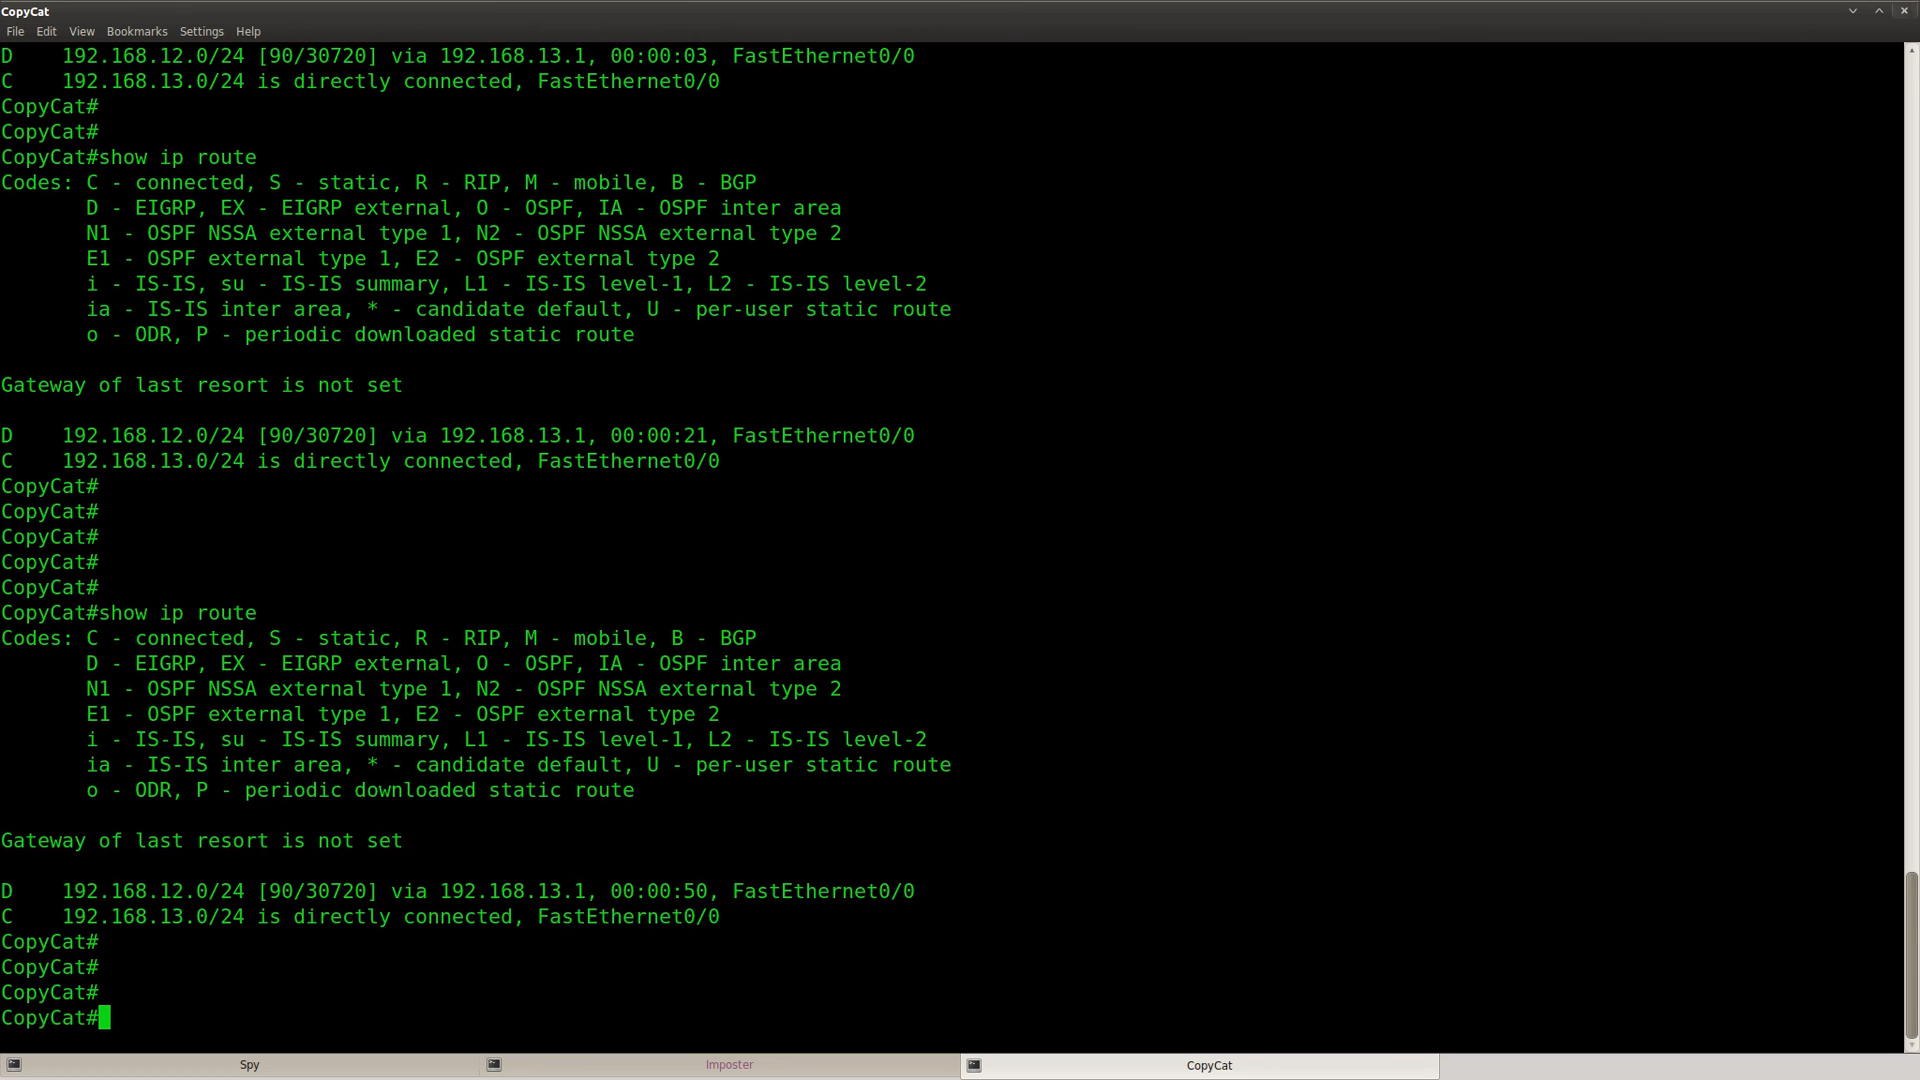 CopyCat
File Edit View Bookmarks Settings Help
D    192.168.12.0/24 [90/30720] via 192.168.13.1, 00:00:03, FastEthernet0/0
C    192.168.13.0/24 is directly connected, FastEthernet0/0
CopyCat#
CopyCat#
CopyCat#show ip route
Codes: C - connected, S - static, R - RIP, M - mobile, B - BGP
       D - EIGRP, EX - EIGRP external, O - OSPF, IA - OSPF inter area
       N1 - OSPF NSSA external type 1, N2 - OSPF NSSA external type 2
       E1 - OSPF external type 1, E2 - OSPF external type 2
       i - IS-IS, su - IS-IS summary, L1 - IS-IS level-1, L2 - IS-IS level-2
       ia - IS-IS inter area, * - candidate default, U - per-user static route
       o - ODR, P - periodic downloaded static route
Gateway of last resort is not set
D    192.168.12.0/24 [90/30720] via 192.168.13.1, 00:00:21, FastEthernet0/0
C    192.168.13.0/24 is directly connected, FastEthernet0/0
CopyCat#
CopyCat#
CopyCat#
CopyCat#
CopyCat#
CopyCat#show ip route
Codes: C - connected, S - static, R - RIP, M - mobile, B - BGP
       D - EIGRP, EX - EIGRP external, O - OSPF, IA - OSPF inter area
       N1 - OSPF NSSA external type 1, N2 - OSPF NSSA external type 2
       E1 - OSPF external type 1, E2 - OSPF external type 2
       i - IS-IS, su - IS-IS summary, L1 - IS-IS level-1, L2 - IS-IS level-2
       ia - IS-IS inter area, * - candidate default, U - per-user static route
       o - ODR, P - periodic downloaded static route
Gateway of last resort is not set
D    192.168.12.0/24 [90/30720] via 192.168.13.1, 00:00:50, FastEthernet0/0
C    192.168.13.0/24 is directly connected, FastEthernet0/0
CopyCat#
CopyCat#
CopyCat#
CopyCat#
Spy Imposter CopyCat